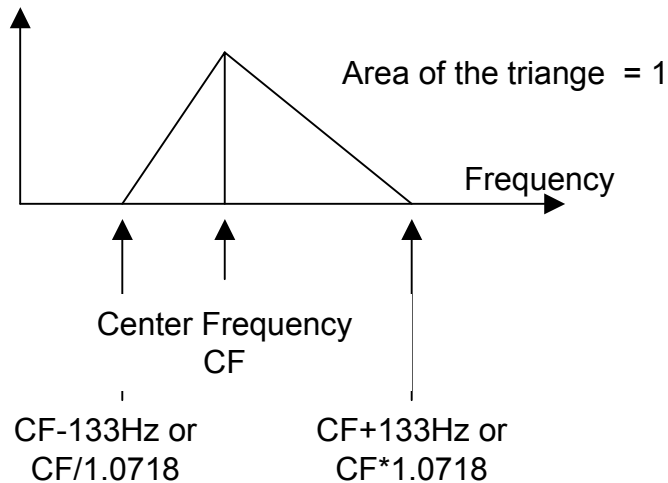 Area of the triange = 1
Frequency
Center Frequency
CF
CF-133Hz or
CF/1.0718
CF+133Hz or
CF*1.0718